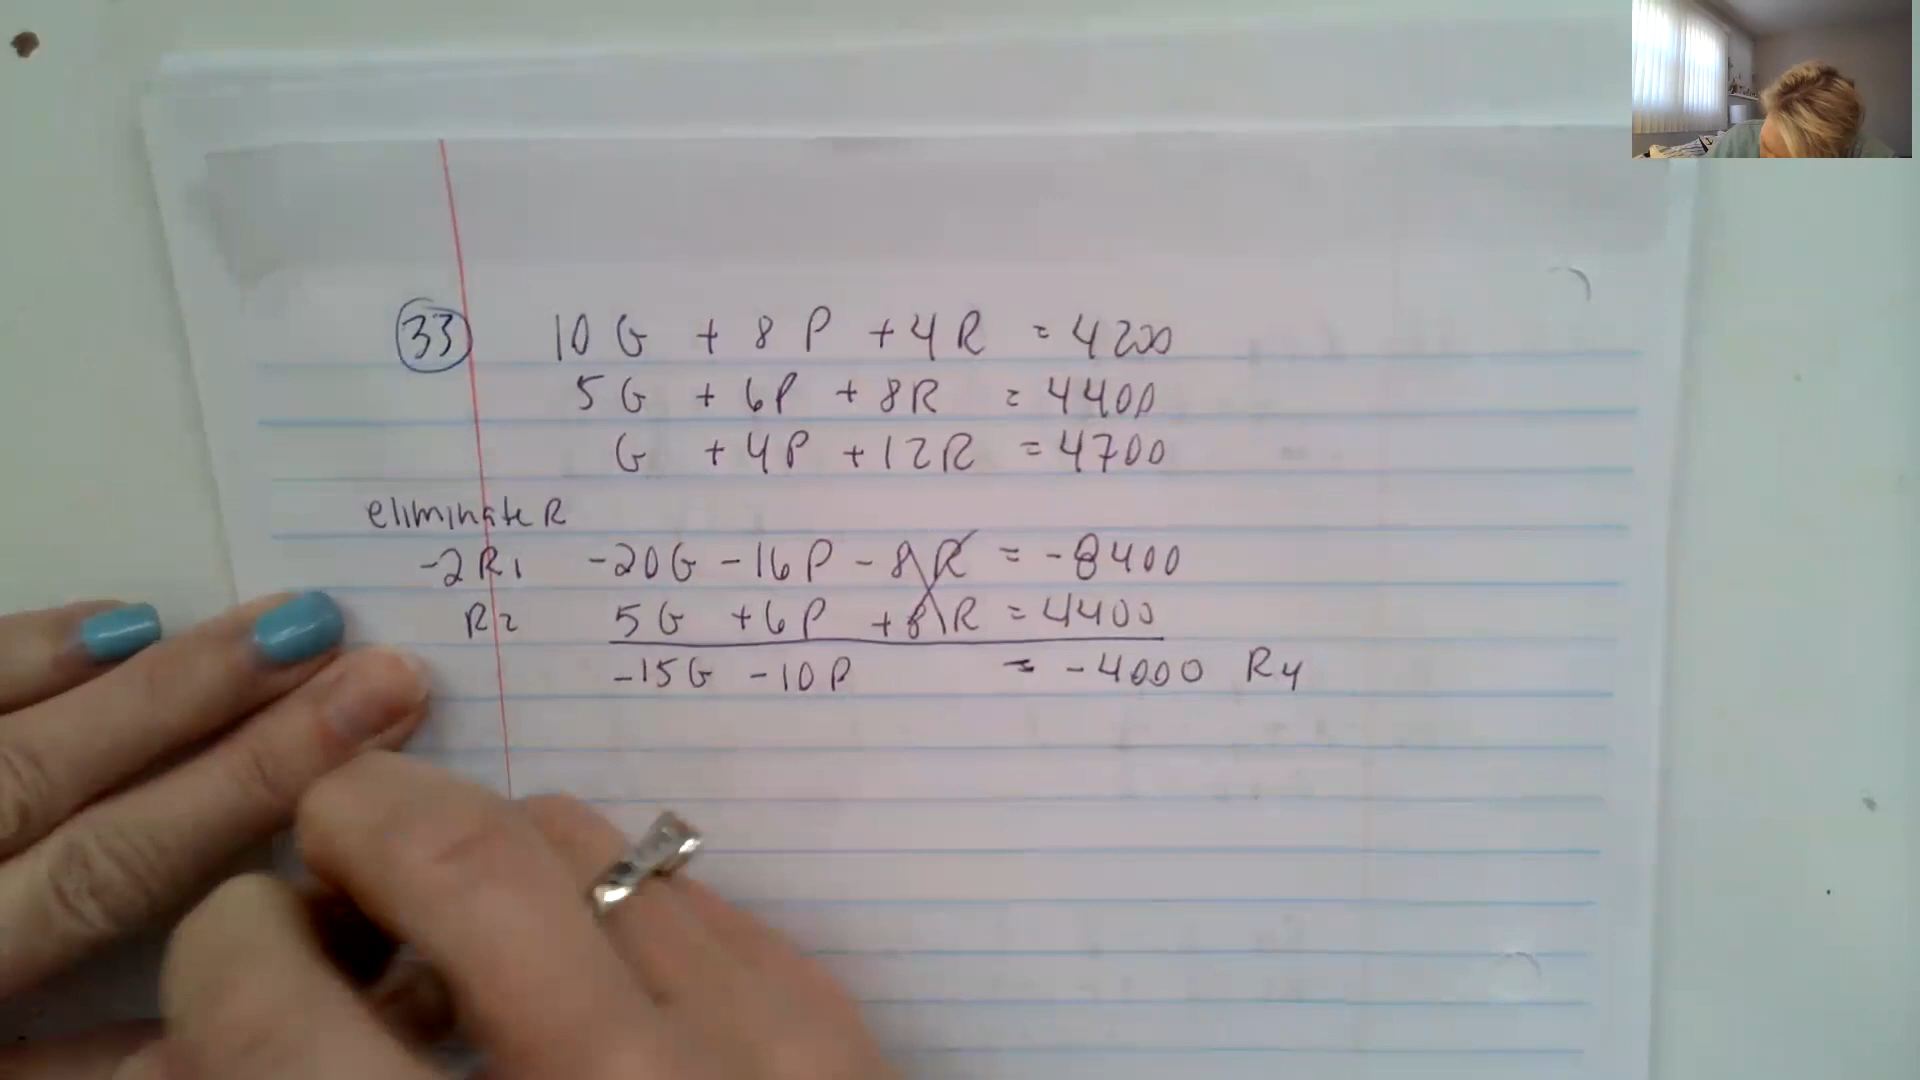 33 10G + 8P + 4R = 4200
5G + 6P + 8R = 4400
G + 4P + 12R = 4700
eliminate R
-2R1 -20G - 16P - 8R = -8400
R2 5G + 6P + 8R = 4400
-15G - 10P = -4000 R4